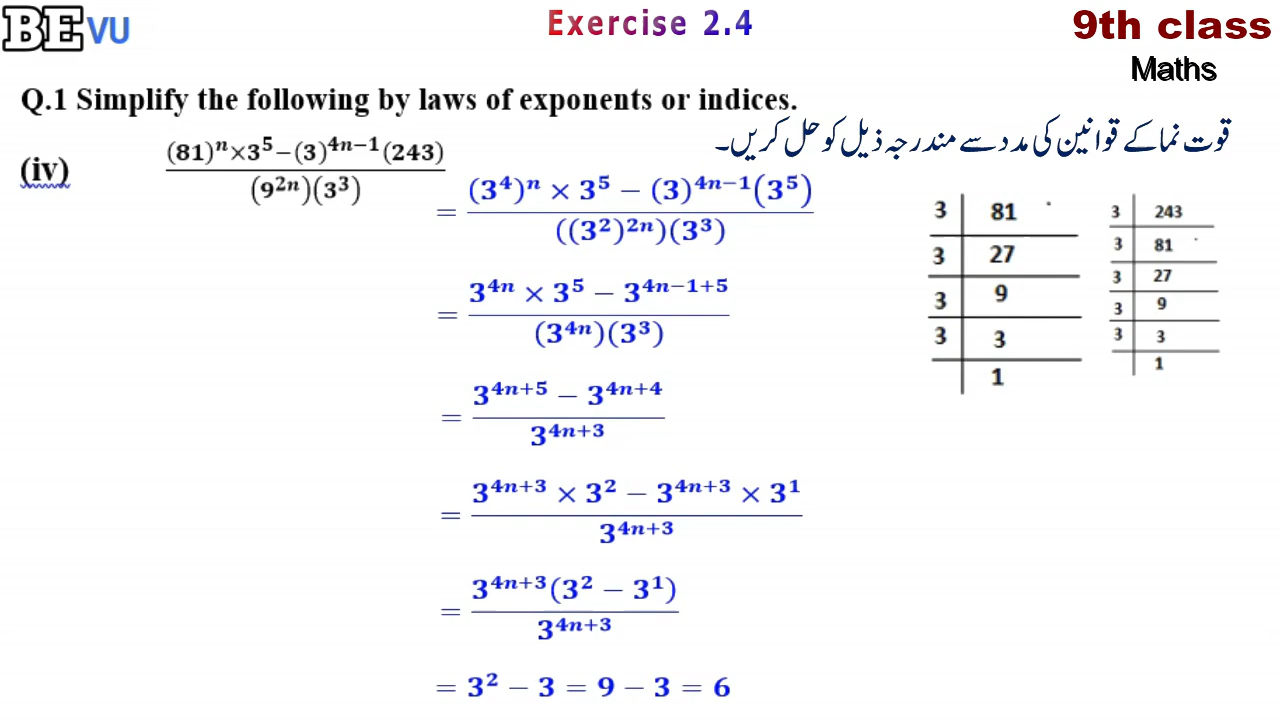 BEVU
Exercise 2.4
9th class
Maths
Q.1 Simplify the following by laws of exponents or indices.
قوت نما کے قوانین کی مدد سے مندرجہ ذیل کو حل کریں۔
(iv) ((81)^n×3^5−(3)^{4n−1}(243))/((9^{2n})(3^3))
= ((3^4)^n × 3^5 − (3)^{4n−1}(3^5))/(((3^2)^{2n})(3^3))
= (3^{4n} × 3^5 − 3^{4n−1+5})/((3^{4n})(3^3))
= (3^{4n+5} − 3^{4n+4})/(3^{4n+3})
= (3^{4n+3} × 3^2 − 3^{4n+3} × 3^1)/(3^{4n+3})
= (3^{4n+3}(3^2 − 3^1))/(3^{4n+3})
= 3^2 − 3 = 9 − 3 = 6
3 81
3 27
3 9
3 3
1
3 243
3 81
3 27
3 9
3 3
1